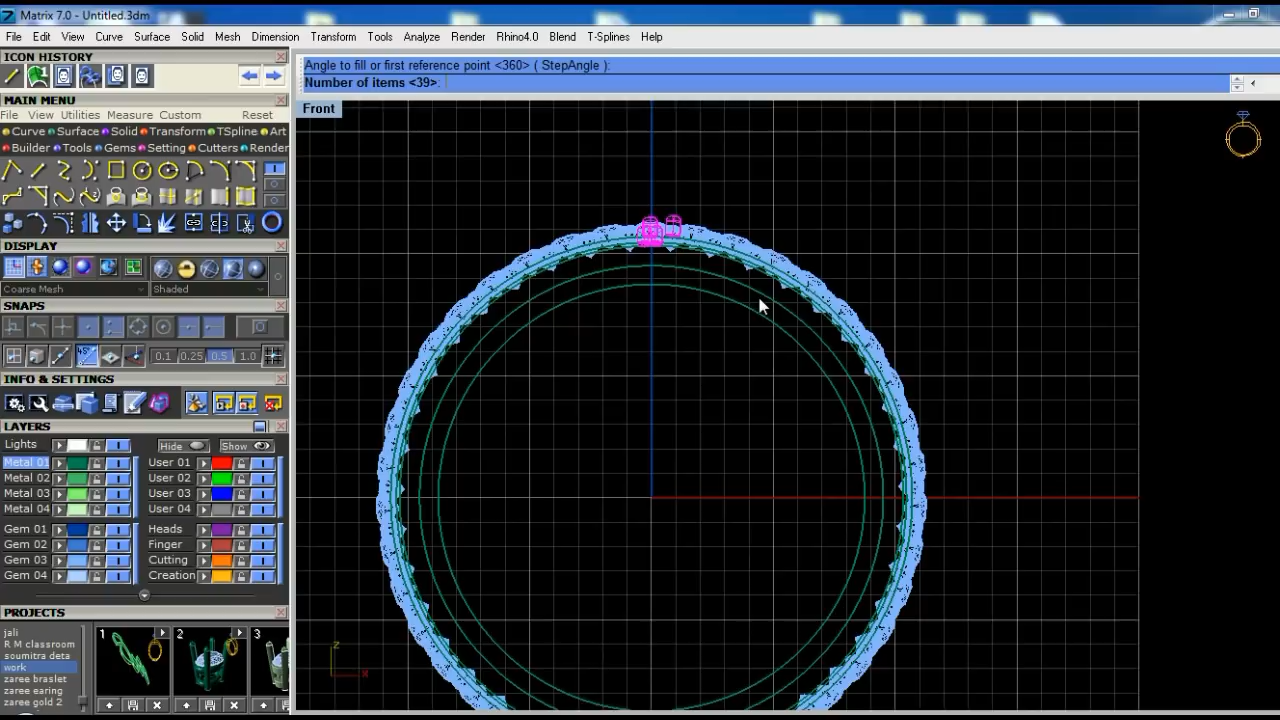 Matrix 7.0 - Untitled.3dm
File Edit View Curve Surface Solid Mesh Dimension Transform Tools Analyze Render Rhino4.0 Blend T-Splines Help
ICON HISTORY
Angle to fill or first reference point <360> ( StepAngle ):
Number of items <39>:
MAIN MENU
File View Utilities Measure Custom
Curve Surface Solid Transform TSpline Art
Builder Tools Gems Setting Cutters Render
Front
DISPLAY
Coarse Mesh Shaded
SNAPS
0.1 0.25 0.5 1.0
INFO & SETTINGS
LAYERS
Lights Hide Show
Metal 01 User 01
Metal 02 User 02
Metal 03 User 03
Metal 04 User 04
Gem 01 Heads
Gem 02 Finger
Gem 03 Cutting
Gem 04 Creation
PROJECTS
jali
R M classroom
soumitra deta
work
zaree braslet
zaree earing
zaree gold 2
1 2 3
z
x